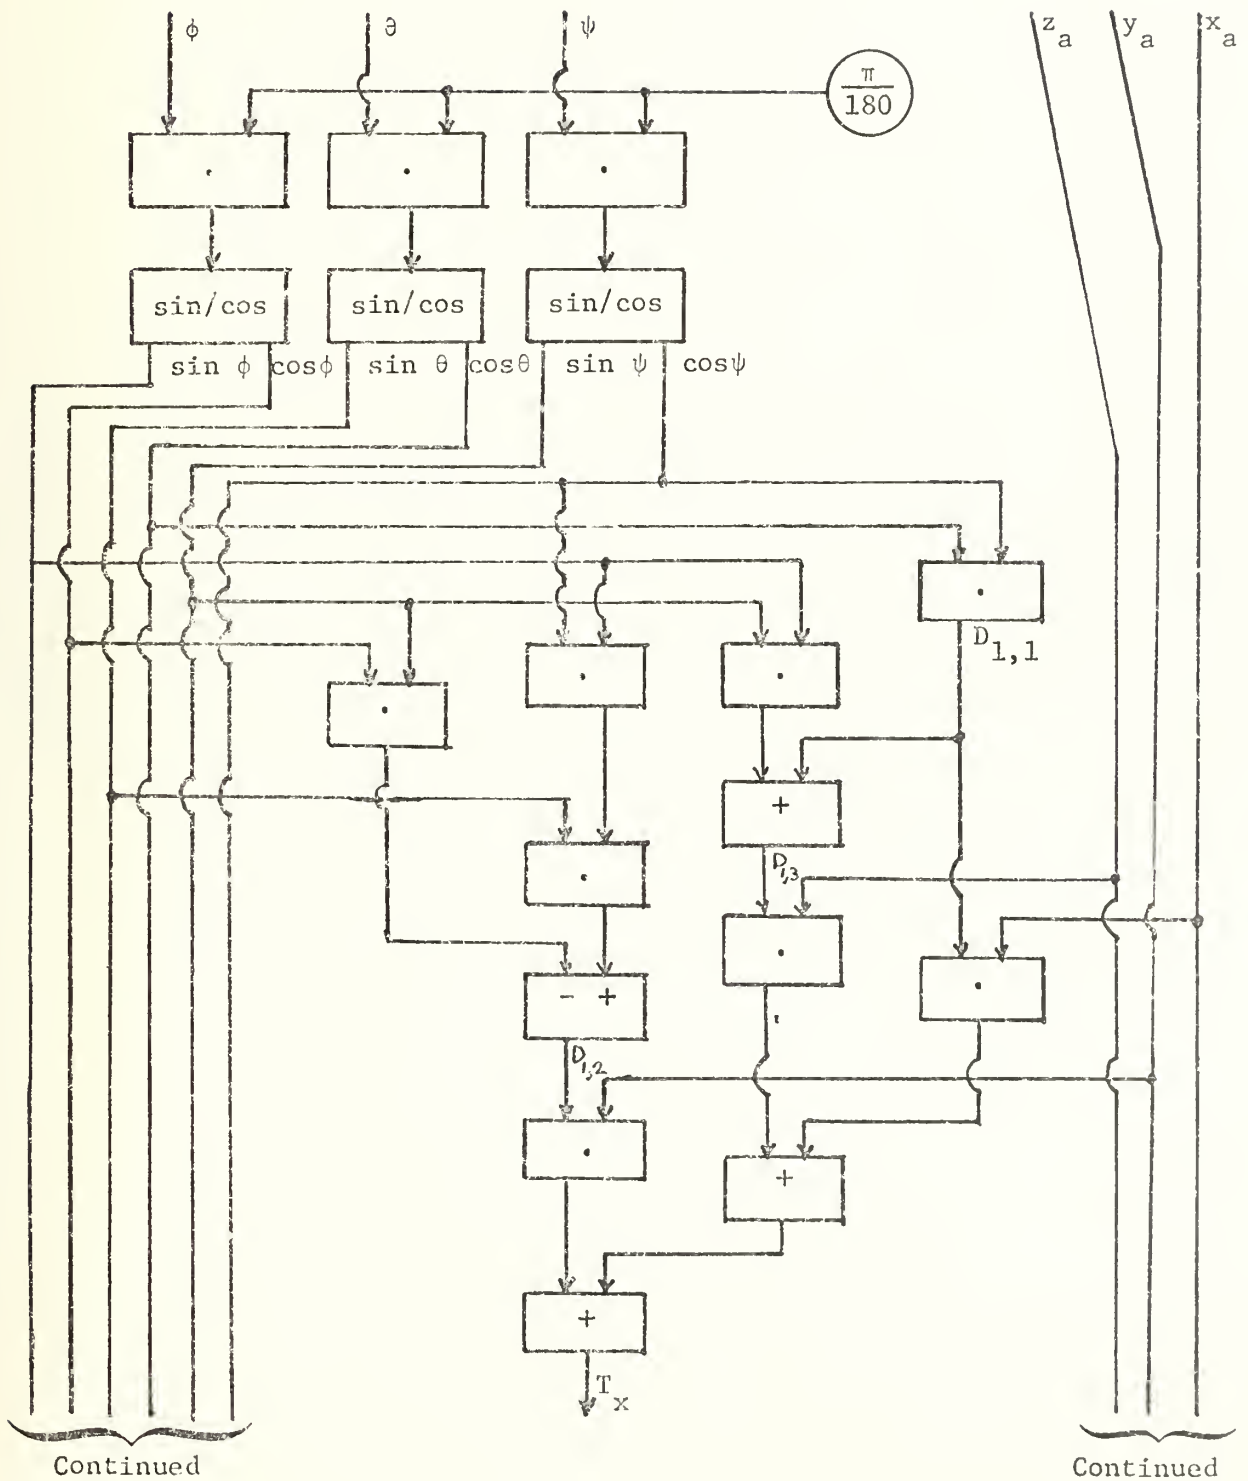 ϕ θ ψ z_a y_a x_a
π
180
· · ·
sin/cos sin/cos sin/cos
sin ϕ cosϕ sin θ cosθ sin ψ cosψ
·
D_1,1
· ·
·
+
·
D_1,3
·
·
- +
D_1,2
·
+
+
T_x
Continued Continued